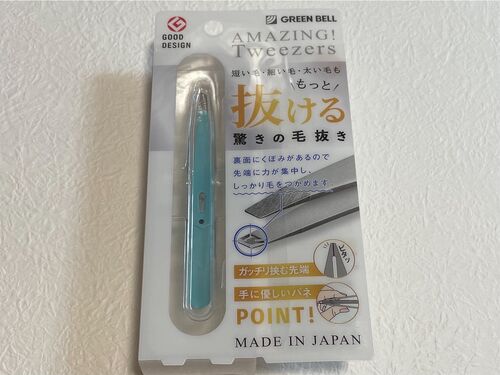 GOOD
DESIGN
GREEN BELL
AMAZING!
Tweezers
短い毛・細い毛・太い毛も
もっと
抜ける
驚きの毛抜き
裏面にくぼみがあるので
先端に力が集中し、
しっかり毛をつかめます。
ガッチリ挟む先端
手に優しいバネ
POINT!
MADE IN JAPAN